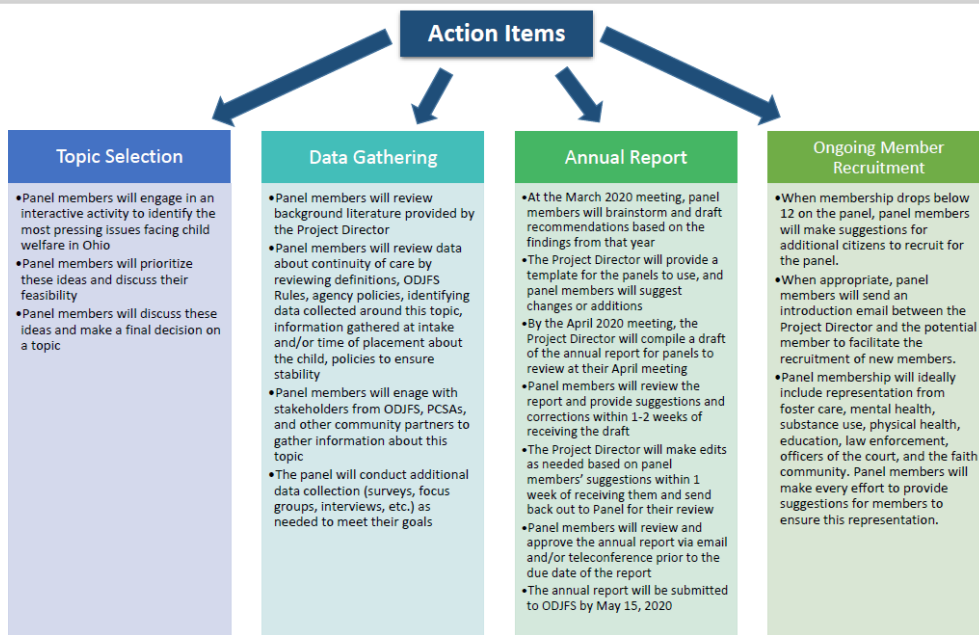 Action Items
Topic Selection
•Panel members will engage in an
interactive activity to identify the
most pressing issues facing child
welfare in Ohio
•Panel members will prioritize
these ideas and discuss their
feasibility
•Panel members will discuss these
ideas and make a final decision on
a topic
Data Gathering
•Panel members will review
background literature provided by
the Project Director
•Panel members will review data
about continuity of care by
reviewing definitions, ODJFS
Rules, agency policies, identifying
data collected around this topic,
information gathered at intake
and/or time of placement about
the child, policies to ensure
stability
•Panel members will enage with
stakeholders from ODJFS, PCSAs,
and other community partners to
gather information about this
topic
•The panel will conduct additional
data collection (surveys, focus
groups, interviews, etc.) as
needed to meet their goals
Annual Report
•At the March 2020 meeting, panel
members will brainstorm and draft
recommendations based on the
findings from that year
•The Project Director will provide a
template for the panels to use, and
panel members will suggest
changes or additions
•By the April 2020 meeting, the
Project Director will compile a draft
of the annual report for panels to
review at their April meeting
•Panel members will review the
report and provide suggestions and
corrections within 1-2 weeks of
receiving the draft
•The Project Director will make edits
as needed based on panel
members' suggestions within 1
week of receiving them and send
back out to Panel for their review
•Panel members will review and
approve the annual report via email
and/or teleconference prior to the
due date of the report
•The annual report will be submitted
to ODJFS by May 15, 2020
Ongoing Member
Recruitment
•When membership drops below
12 on the panel, panel members
will make suggestions for
additional citizens to recruit for
the panel.
•When appropriate, panel
members will send an
introduction email between the
Project Director and the potential
member to facilitate the
recruitment of new members.
•Panel membership will ideally
include representation from
foster care, mental health,
substance use, physical health,
education, law enforcement,
officers of the court, and the faith
community. Panel members will
make every effort to provide
suggestions for members to
ensure this representation.